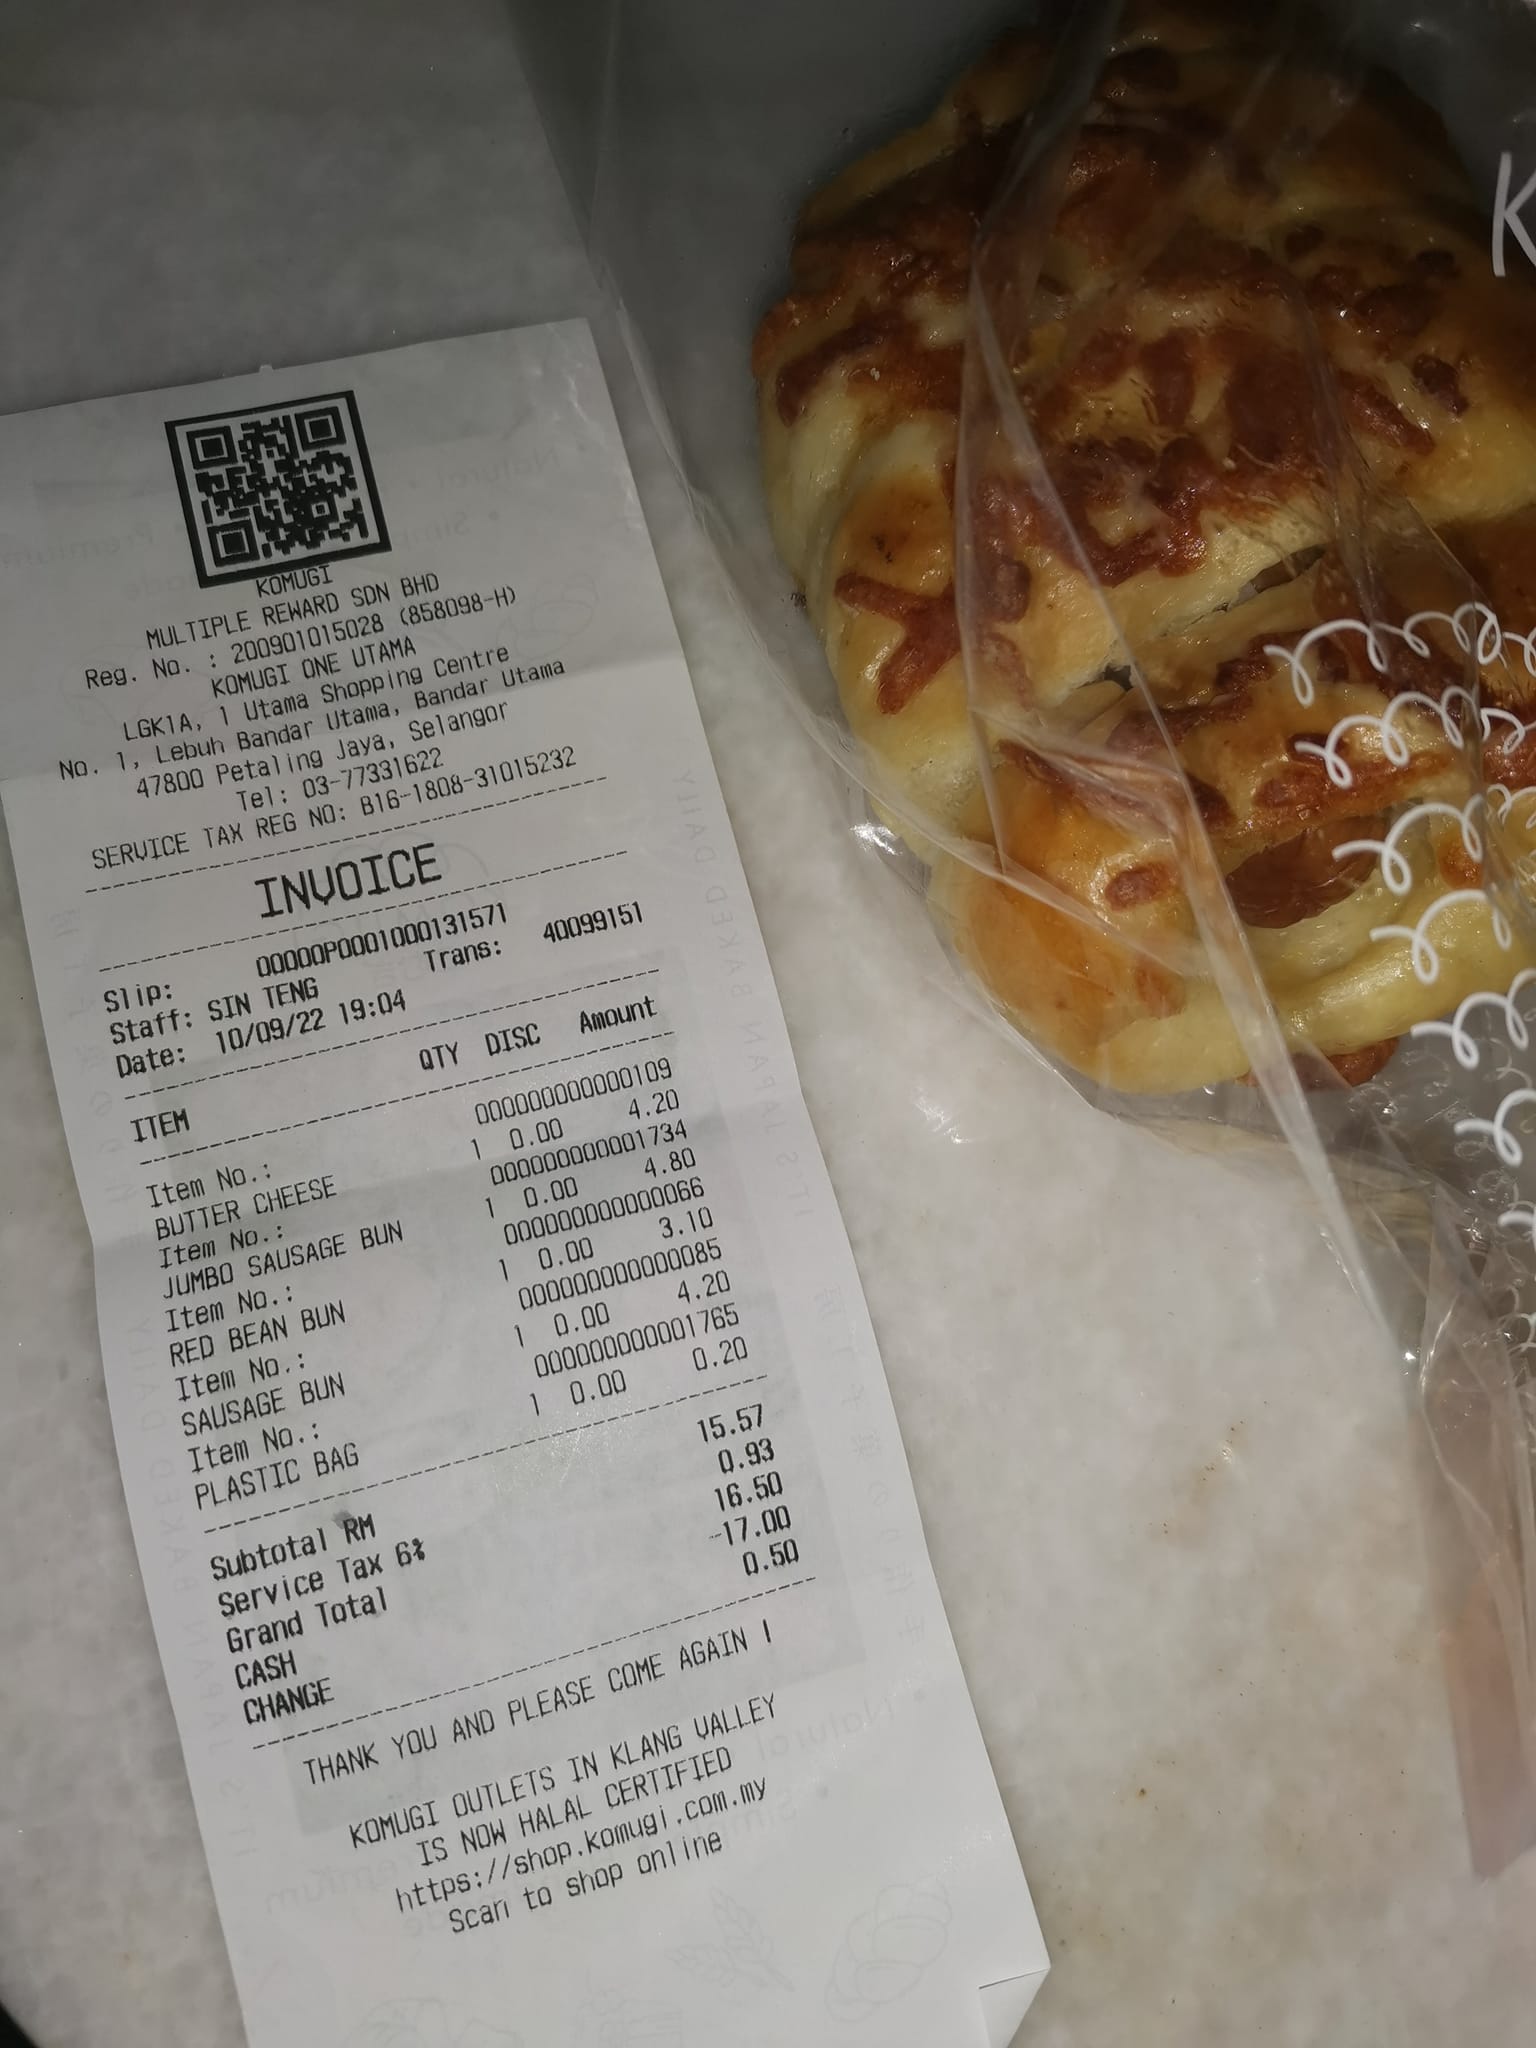 KOMUGI
MULTIPLE REWARD SDN BHD
Reg. No. : 200901015028 (858098-H)
KOMUGI ONE UTAMA
LGK1A, 1 Utama Shopping Centre
No. 1, Lebuh Bandar Utama, Bandar Utama
47800 Petaling Jaya, Selangor
Tel: 03-77331622
SERVICE TAX REG NO: B16-1808-31015232
INVOICE
Slip: 00000P0001000131571
Staff: SIN TENG Trans: 40099151
Date: 10/09/22 19:04
ITEM QTY DISC Amount
Item No.: 0000000000000109
BUTTER CHEESE 1 0.00 4.20
Item No.: 0000000000001734
JUMBO SAUSAGE BUN 1 0.00 4.80
Item No.: 0000000000000066
RED BEAN BUN 1 0.00 3.10
Item No.: 0000000000000085
SAUSAGE BUN 1 0.00 4.20
Item No.: 0000000000001765
PLASTIC BAG 1 0.00 0.20
Subtotal RM 15.57
Service Tax 6% 0.93
Grand Total 16.50
CASH -17.00
CHANGE 0.50
THANK YOU AND PLEASE COME AGAIN !
KOMUGI OUTLETS IN KLANG VALLEY
IS NOW HALAL CERTIFIED
https://shop.komugi.com.my
Scan to shop online
K